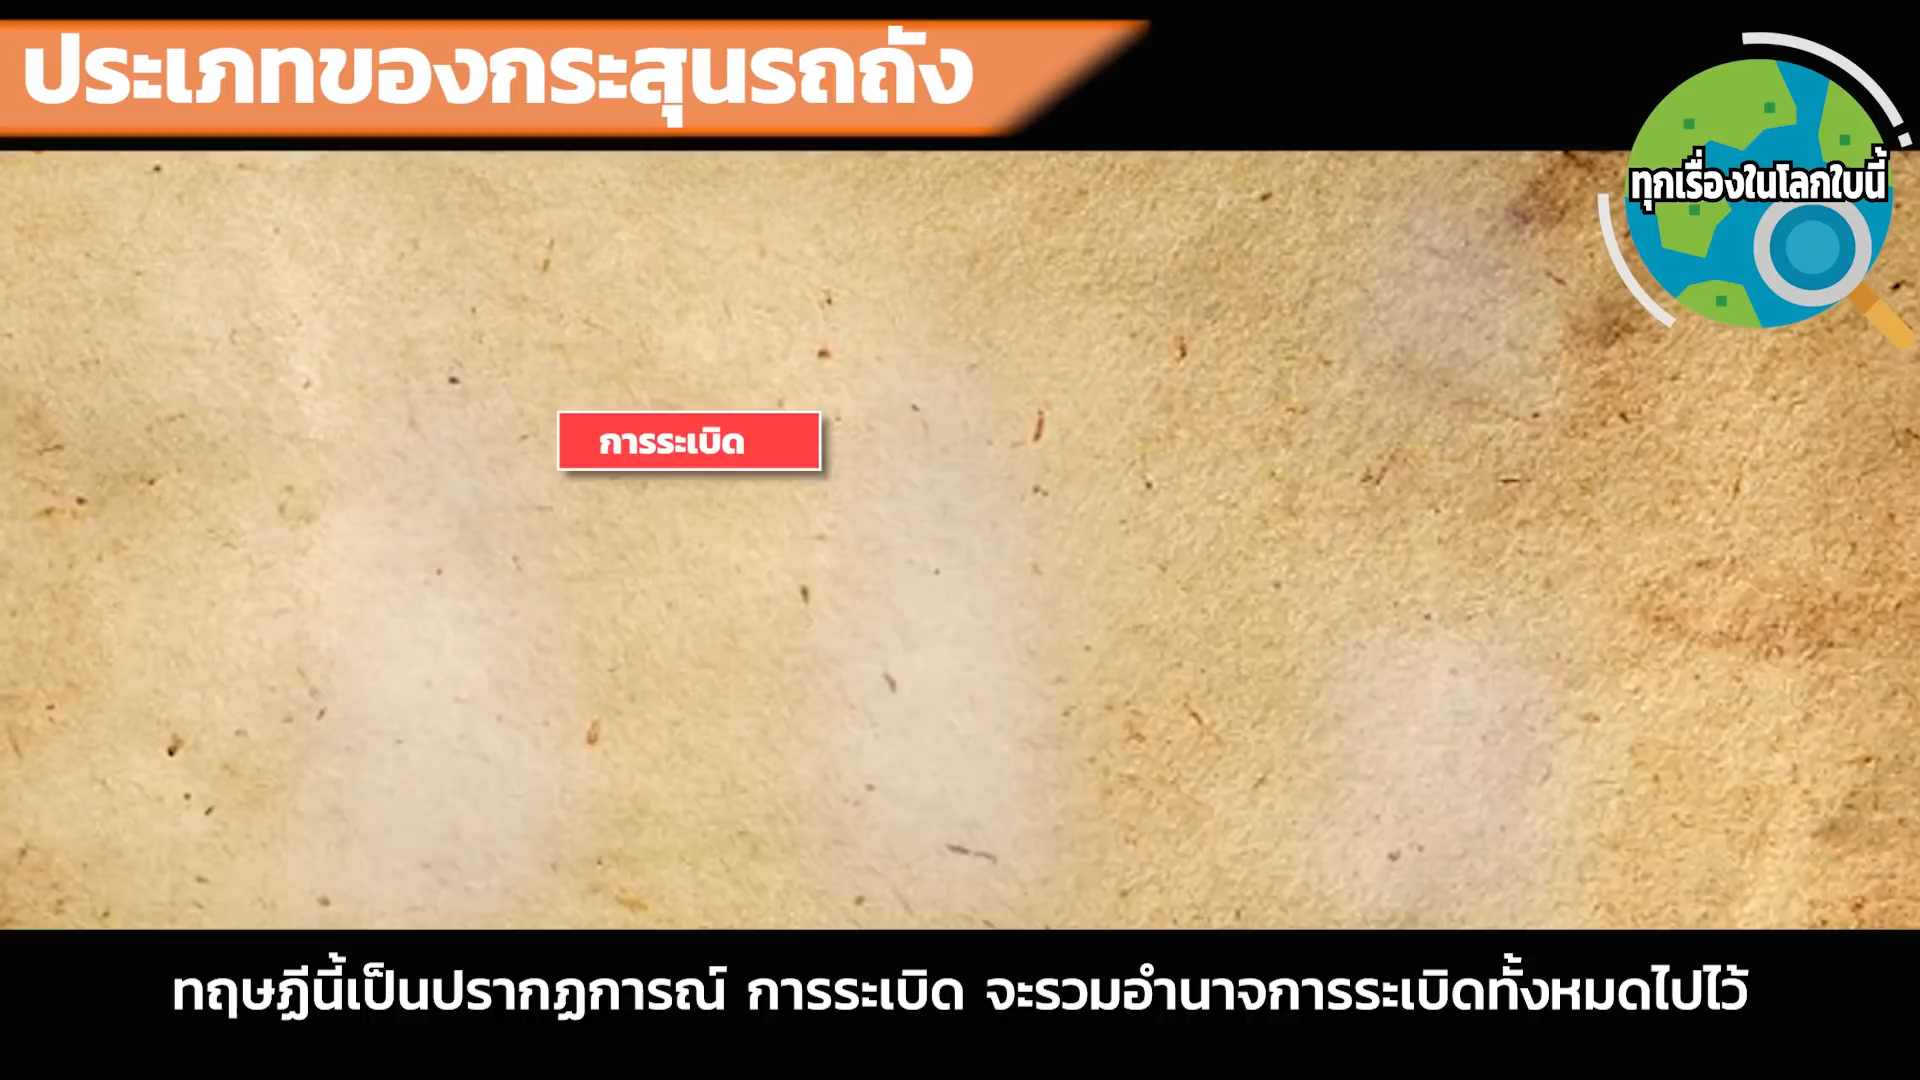 ประเภทของกระสุนรถถัง
ทุกเรื่องในโลกใบนี้
การระเบิด
ทฤษฎีนี้เป็นปรากฏการณ์ การระเบิด จะรวมอำนาจการระเบิดทั้งหมดไปไว้